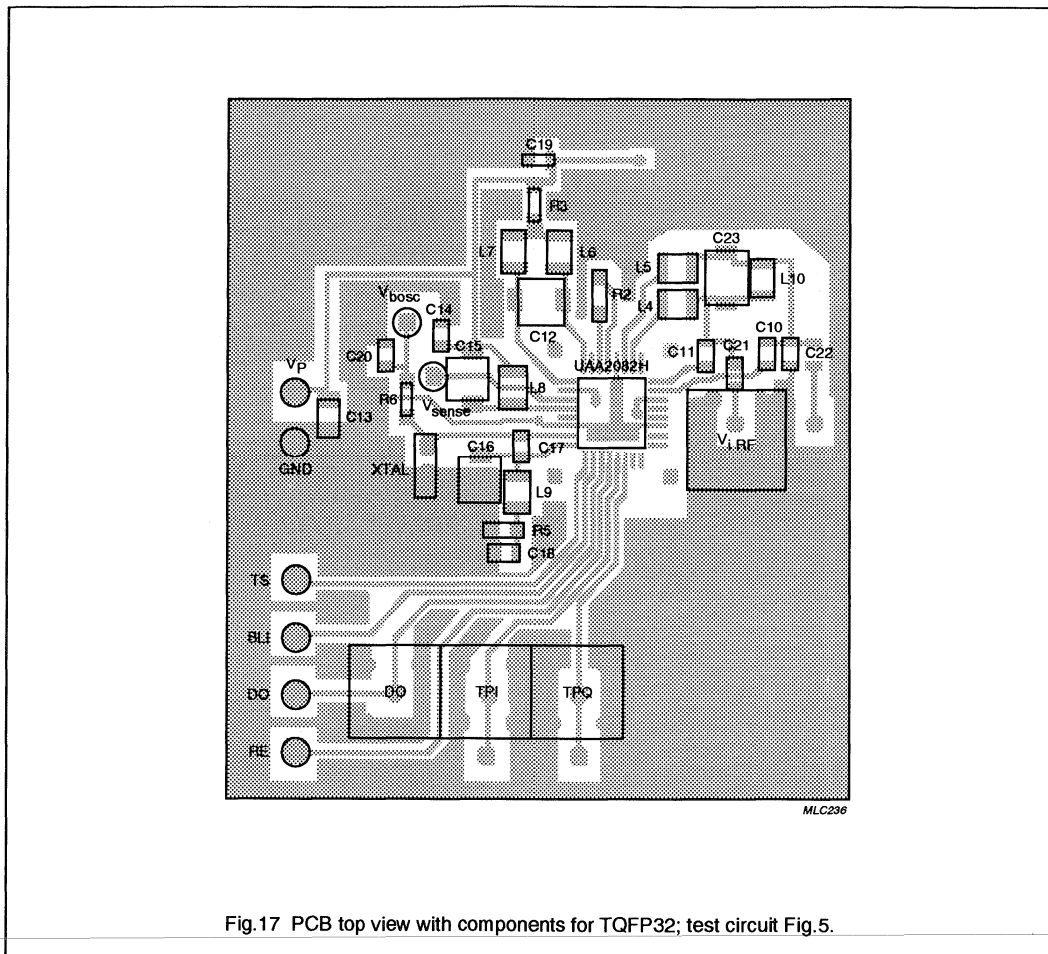 C19
R3
L7
L6
C23
L5
L10
R2
L4
Vbosc
C14
C12
C10
C15
C20
C11
C21
C22
UAA2082H
VP
L8
R6
Vsense
C13
Vi RF
GND
C16
C17
XTAL
L9
R5
C18
TS
BLI
DO
DO
TPI
TPQ
RE
MLC236
Fig.17 PCB top view with components for TQFP32; test circuit Fig.5.